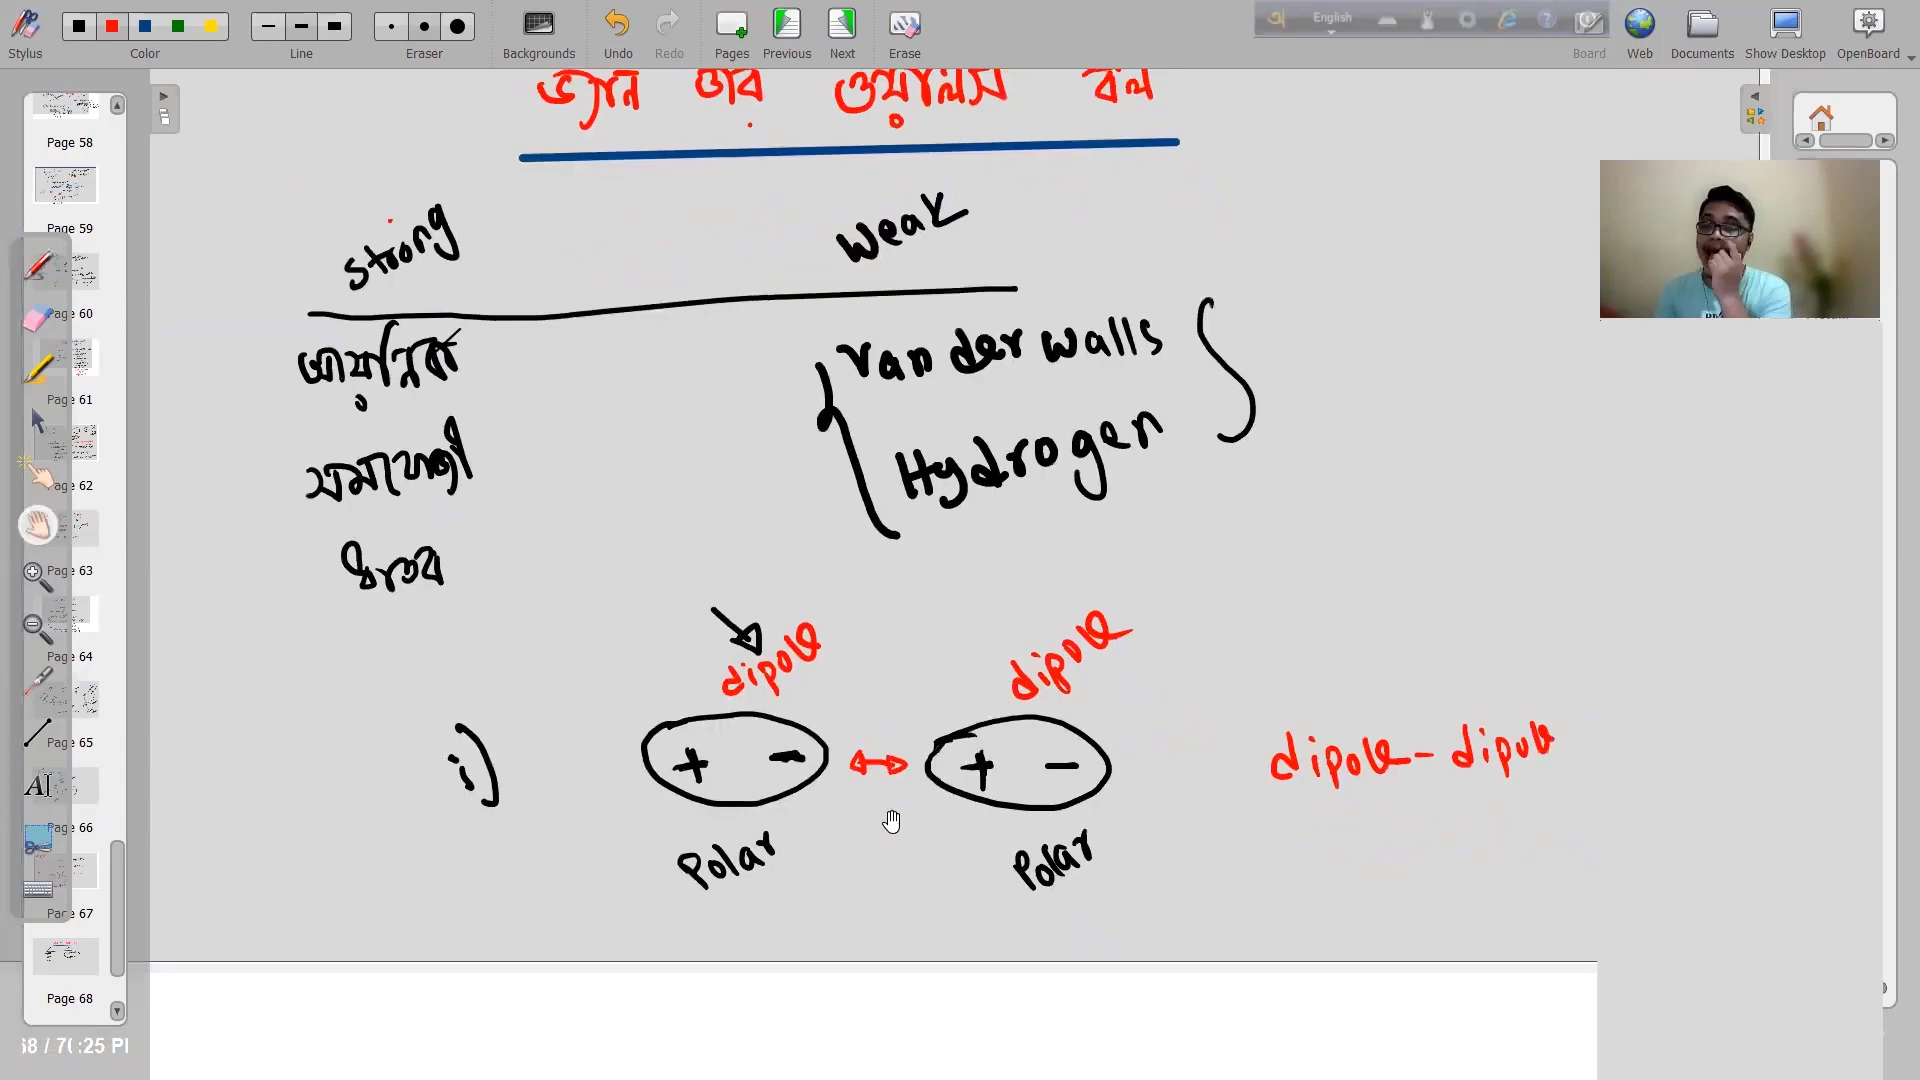 Stylus
Color
Line
Eraser
Backgrounds
Undo
Redo
Pages
Previous
Next
Erase
English
Board
Web
Documents
Show Desktop
OpenBoard
ভ্যান ডার ওয়ালস বল
strong
weak
আয়নিক
সমযোজী
ধাতব
van der walls
Hydrogen
dipole
dipole
i)
+ -
+ -
dipole - dipole
Polar
Polar
Page 58
Page 59
Page 60
Page 61
Page 62
Page 63
Page 64
Page 65
Page 66
Page 67
Page 68